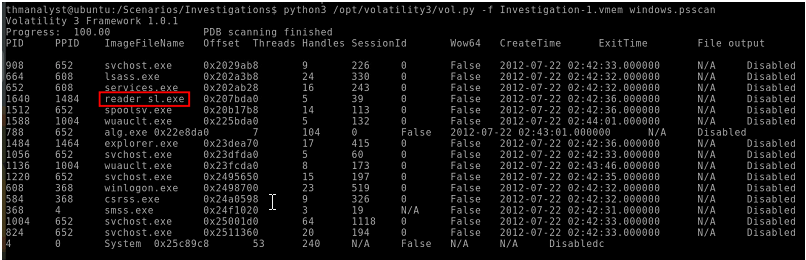 thmanalyst@ubuntu:/Scenarios/Investigations$ python3 /opt/volatility3/vol.py -f Investigation-1.vmem windows.psscan
Volatility 3 Framework 1.0.1
Progress:  100.00               PDB scanning finished
PID     PPID    ImageFileName   Offset  Threads Handles SessionId       Wow64   CreateTime      ExitTime        File output

908     652     svchost.exe     0x2029ab8       9       226     0       False   2012-07-22 02:42:33.000000      N/A     Disabled
664     608     lsass.exe       0x202a3b8       24      330     0       False   2012-07-22 02:42:32.000000      N/A     Disabled
652     608     services.exe    0x202ab28       16      243     0       False   2012-07-22 02:42:32.000000      N/A     Disabled
1640    1484    reader_sl.exe   0x207bda0       5       39      0       False   2012-07-22 02:42:36.000000      N/A     Disabled
1512    652     spoolsv.exe     0x20b17b8       14      113     0       False   2012-07-22 02:42:36.000000      N/A     Disabled
1588    1004    wuauclt.exe     0x225bda0       5       132     0       False   2012-07-22 02:44:01.000000      N/A     Disabled
788     652     alg.exe 0x22e8da0       7       104     0       False   2012-07-22 02:43:01.000000      N/A     Disabled
1484    1464    explorer.exe    0x23dea70       17      415     0       False   2012-07-22 02:42:36.000000      N/A     Disabled
1056    652     svchost.exe     0x23dfda0       5       60      0       False   2012-07-22 02:42:33.000000      N/A     Disabled
1136    1004    wuauclt.exe     0x23fcda0       8       173     0       False   2012-07-22 02:43:46.000000      N/A     Disabled
1220    652     svchost.exe     0x2495650       15      197     0       False   2012-07-22 02:42:35.000000      N/A     Disabled
608     368     winlogon.exe    0x2498700       23      519     0       False   2012-07-22 02:42:32.000000      N/A     Disabled
584     368     csrss.exe       0x24a0598       9       326     0       False   2012-07-22 02:42:32.000000      N/A     Disabled
368     4       smss.exe        0x24f1020       3       19      N/A     False   2012-07-22 02:42:31.000000      N/A     Disabled
1004    652     svchost.exe     0x25001d0       64      1118    0       False   2012-07-22 02:42:33.000000      N/A     Disabled
824     652     svchost.exe     0x2511360       20      194     0       False   2012-07-22 02:42:33.000000      N/A     Disabled
4       0       System  0x25c89c8       53      240     N/A     False   N/A     N/A     Disabledc